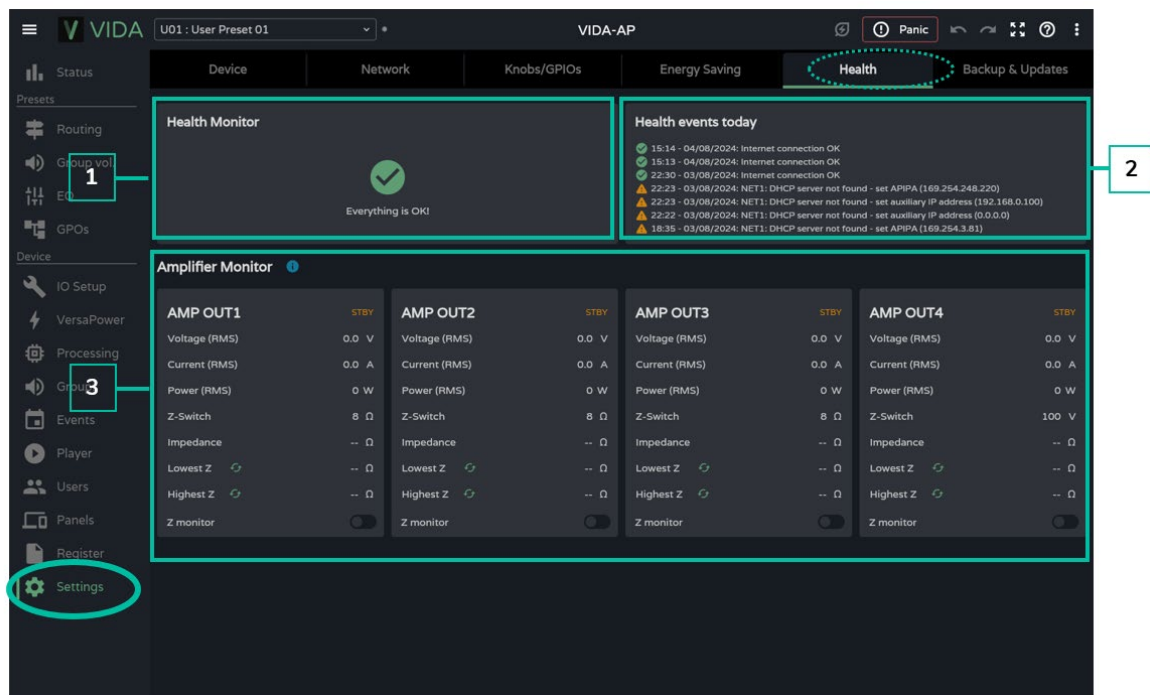 VIDA
U01 : User Preset 01
VIDA-AP
Panic
Status
Device
Network
Knobs/GPIOs
Energy Saving
Health
Backup & Updates
Presets
Routing
Group vol.
EQ
GPOs
Device
IO Setup
VersaPower
Processing
Group
Events
Player
Users
Panels
Register
Settings
1
Health Monitor
Everything is OK!
2
Health events today
15:14 - 04/08/2024: Internet connection OK
15:13 - 04/08/2024: Internet connection OK
22:30 - 03/08/2024: Internet connection OK
22:23 - 03/08/2024: NET1: DHCP server not found - set APIPA (169.254.248.220)
22:23 - 03/08/2024: NET1: DHCP server not found - set auxiliary IP address (192.168.0.100)
22:22 - 03/08/2024: NET1: DHCP server not found - set auxiliary IP address (0.0.0.0)
18:35 - 03/08/2024: NET1: DHCP server not found - set APIPA (169.254.3.81)
3
Amplifier Monitor
AMP OUT1 STBY
Voltage (RMS) 0.0 V
Current (RMS) 0.0 A
Power (RMS) 0 W
Z-Switch 8 Ω
Impedance -- Ω
Lowest Z -- Ω
Highest Z -- Ω
Z monitor
AMP OUT2 STBY
Voltage (RMS) 0.0 V
Current (RMS) 0.0 A
Power (RMS) 0 W
Z-Switch 8 Ω
Impedance -- Ω
Lowest Z -- Ω
Highest Z -- Ω
Z monitor
AMP OUT3 STBY
Voltage (RMS) 0.0 V
Current (RMS) 0.0 A
Power (RMS) 0 W
Z-Switch 8 Ω
Impedance -- Ω
Lowest Z -- Ω
Highest Z -- Ω
Z monitor
AMP OUT4 STBY
Voltage (RMS) 0.0 V
Current (RMS) 0.0 A
Power (RMS) 0 W
Z-Switch 100 V
Impedance -- Ω
Lowest Z -- Ω
Highest Z -- Ω
Z monitor